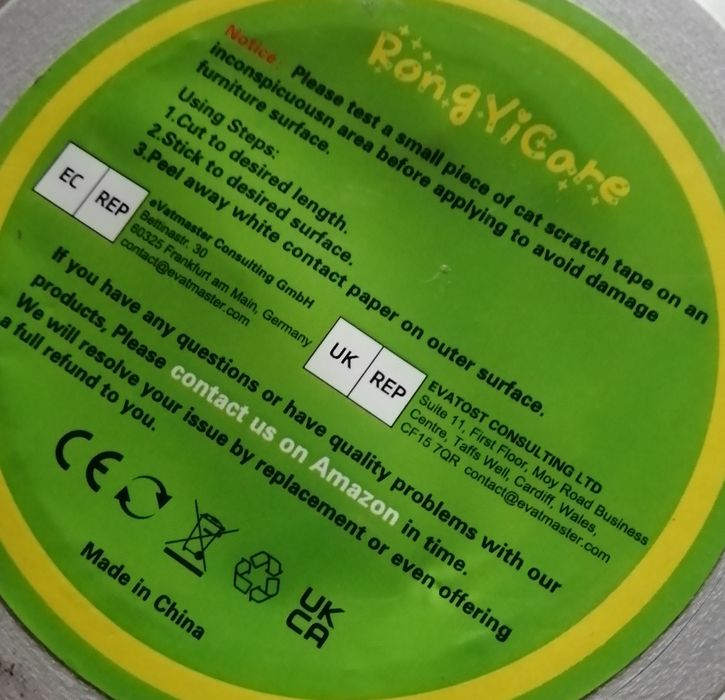 RongYiCare
Notice: Please test a small piece of cat scratch tape on an
inconspicuousn area before applying to avoid damage
furniture surface.
Using Steps:
1.Cut to desired length.
2.Stick to desired surface.
3.Peel away white contact paper on outer surface.
EC REP
eVatmaster Consulting GmbH
Bettinastr. 30
60325 Frankfurt am Main, Germany
contact@evatmaster.com
UK REP
EVATOST CONSULTING LTD
Suite 11, First Floor, Moy Road Business
Centre, Taffs Well, Cardiff, Wales,
CF15 7QR contact@evatmaster.com
If you have any questions or have quality problems with our
products, Please contact us on Amazon in time.
We will resolve your issue by replacement or even offering
a full refund to you.
CE
UK
CA
Made in China